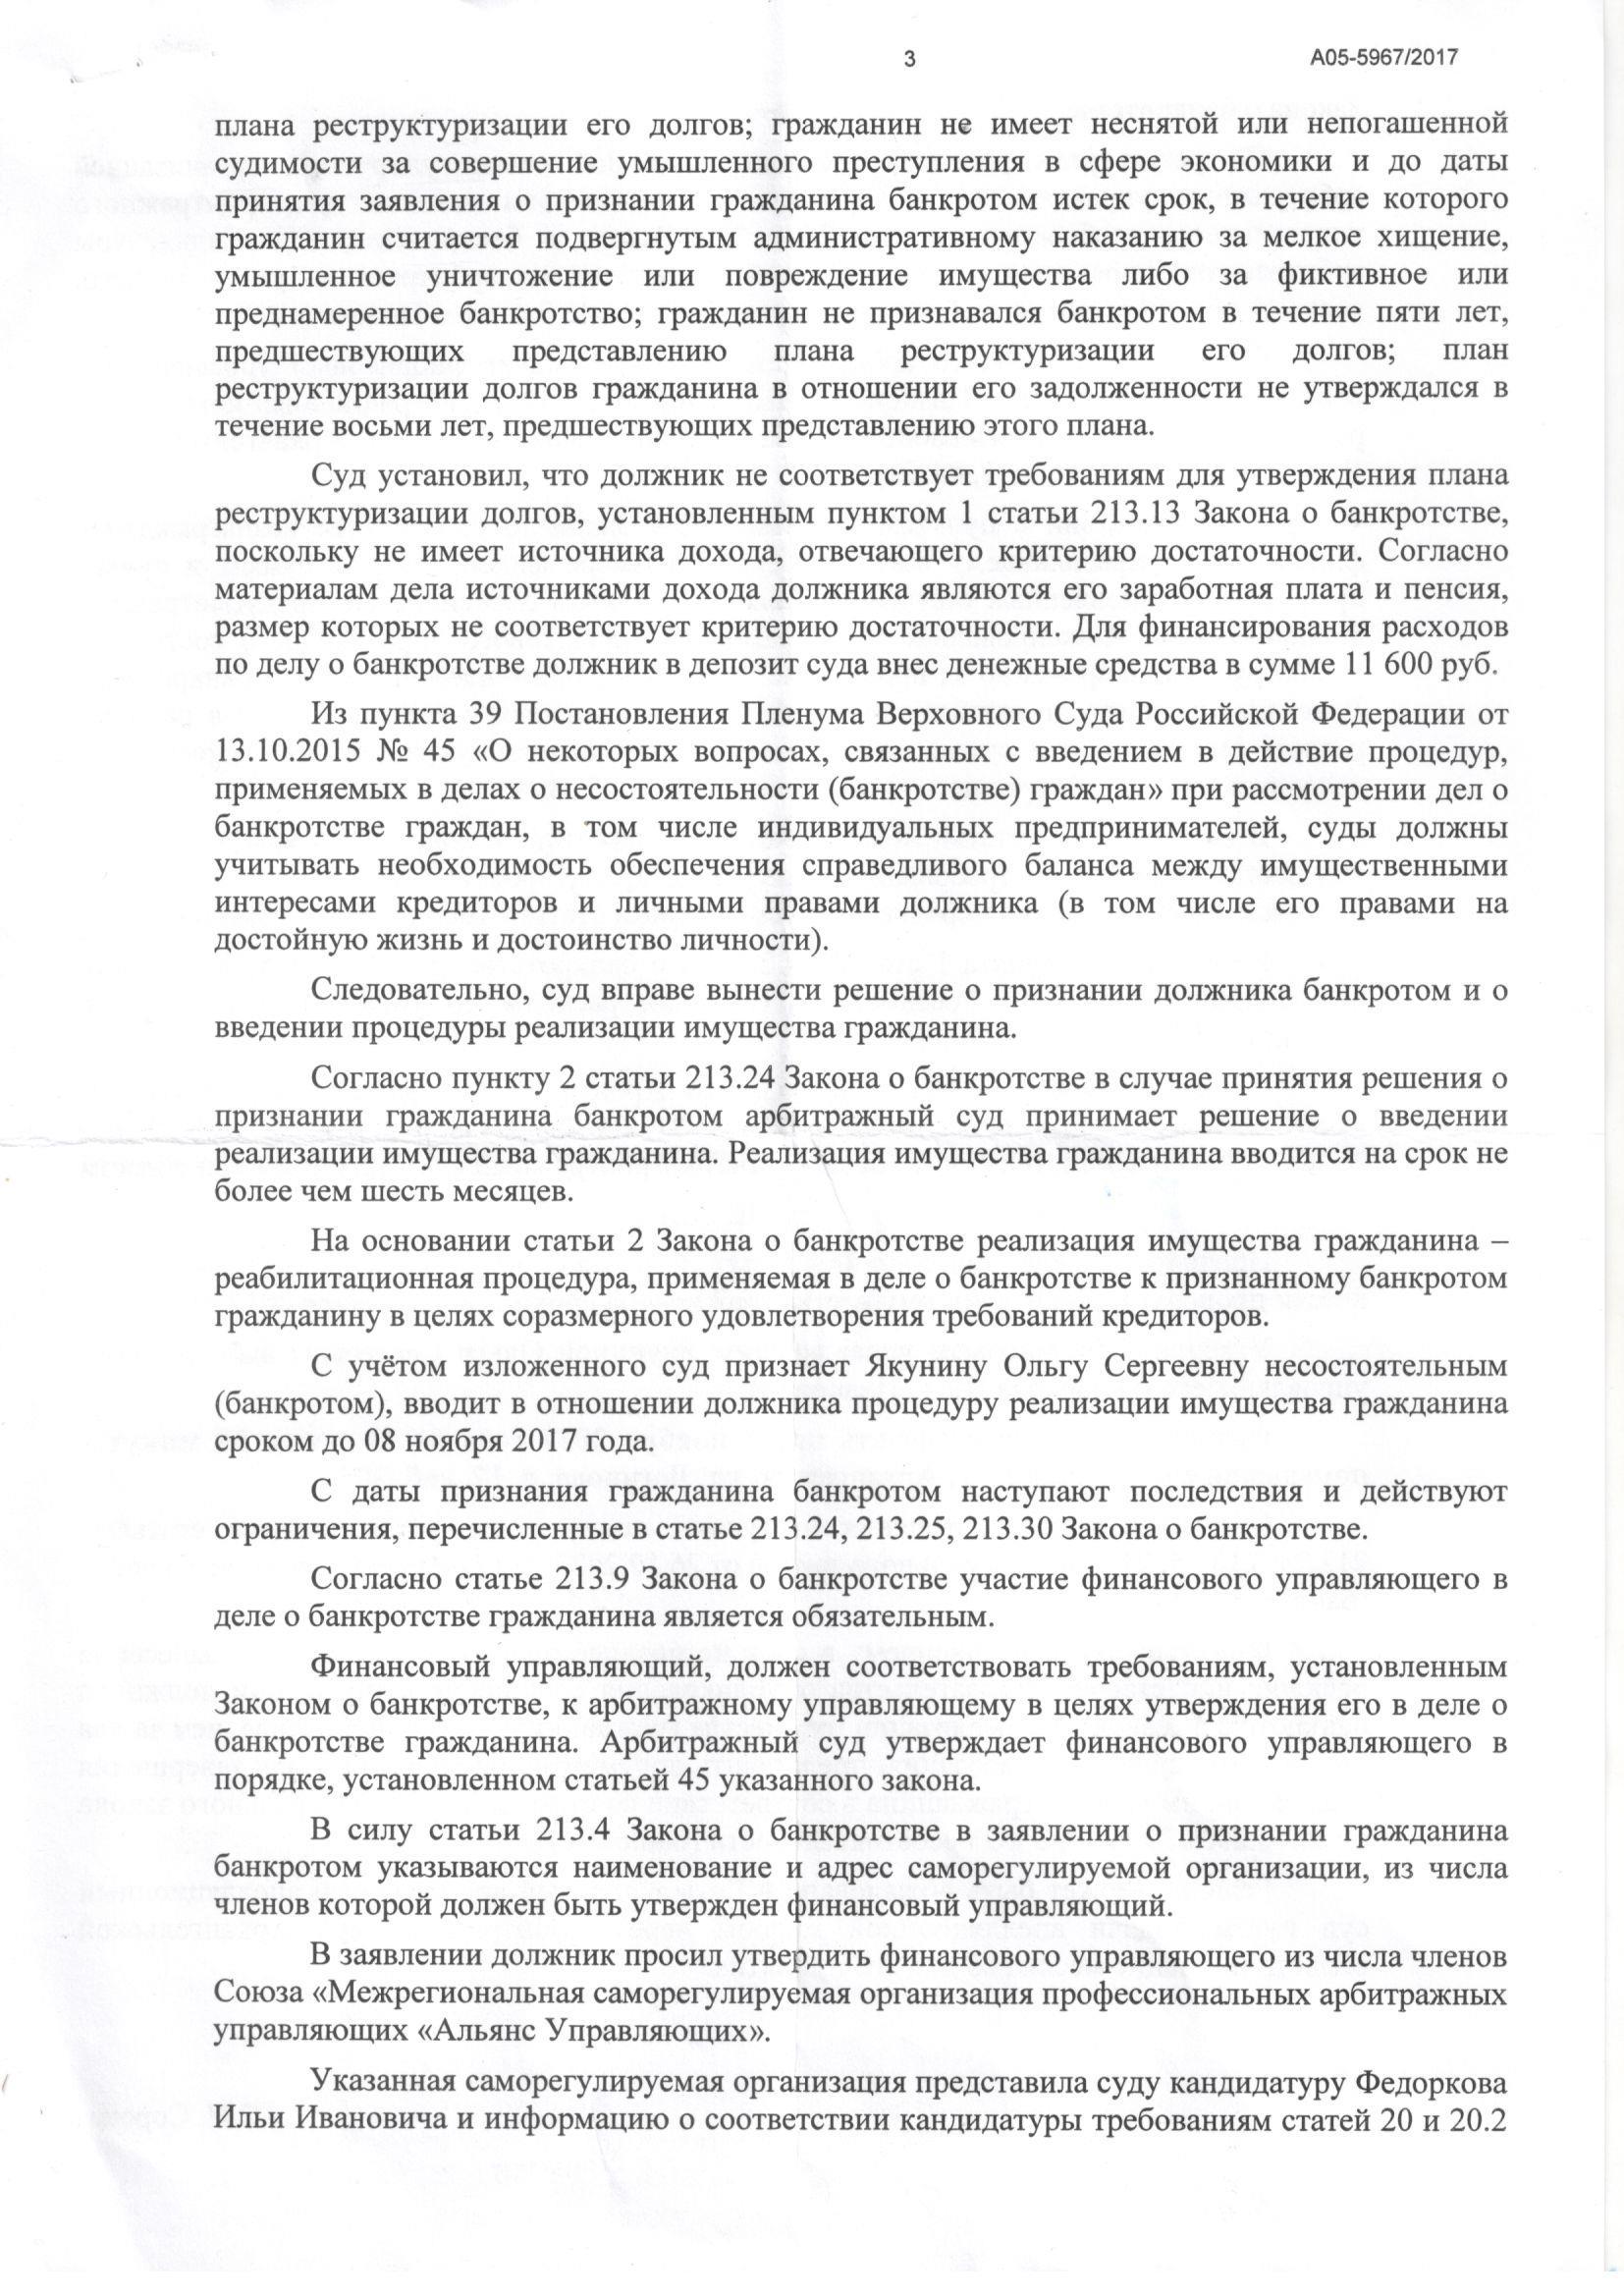 3
А05-5967/2017
плана реструктуризации его долгов; гражданин не имеет неснятой или непогашенной
судимости за совершение умышленного преступления в сфере экономики и до даты
принятия заявления о признании гражданина банкротом истек срок, в течение которого
гражданин считается подвергнутым административному наказанию за мелкое хищение,
умышленное уничтожение или повреждение имущества либо за фиктивное или
преднамеренное банкротство; гражданин не признавался банкротом в течение пяти лет,
предшествующих представлению плана реструктуризации его долгов; план
реструктуризации долгов гражданина в отношении его задолженности не утверждался в
течение восьми лет, предшествующих представлению этого плана.
Суд установил, что должник не соответствует требованиям для утверждения плана
реструктуризации долгов, установленным пунктом 1 статьи 213.13 Закона о банкротстве,
поскольку не имеет источника дохода, отвечающего критерию достаточности. Согласно
материалам дела источниками дохода должника являются его заработная плата и пенсия,
размер которых не соответствует критерию достаточности. Для финансирования расходов
по делу о банкротстве должник в депозит суда внес денежные средства в сумме 11 600 руб.
Из пункта 39 Постановления Пленума Верховного Суда Российской Федерации от
13.10.2015 № 45 «О некоторых вопросах, связанных с введением в действие процедур,
применяемых в делах о несостоятельности (банкротстве) граждан» при рассмотрении дел о
банкротстве граждан, в том числе индивидуальных предпринимателей, суды должны
учитывать необходимость обеспечения справедливого баланса между имущественными
интересами кредиторов и личными правами должника (в том числе его правами на
достойную жизнь и достоинство личности).
Следовательно, суд вправе вынести решение о признании должника банкротом и о
введении процедуры реализации имущества гражданина.
Согласно пункту 2 статьи 213.24 Закона о банкротстве в случае принятия решения о
признании гражданина банкротом арбитражный суд принимает решение о введении
реализации имущества гражданина. Реализация имущества гражданина вводится на срок не
более чем шесть месяцев.
На основании статьи 2 Закона о банкротстве реализация имущества гражданина –
реабилитационная процедура, применяемая в деле о банкротстве к признанному банкротом
гражданину в целях соразмерного удовлетворения требований кредиторов.
С учётом изложенного суд признает Якунину Ольгу Сергеевну несостоятельным
(банкротом), вводит в отношении должника процедуру реализации имущества гражданина
сроком до 08 ноября 2017 года.
С даты признания гражданина банкротом наступают последствия и действуют
ограничения, перечисленные в статье 213.24, 213.25, 213.30 Закона о банкротстве.
Согласно статье 213.9 Закона о банкротстве участие финансового управляющего в
деле о банкротстве гражданина является обязательным.
Финансовый управляющий, должен соответствовать требованиям, установленным
Законом о банкротстве, к арбитражному управляющему в целях утверждения его в деле о
банкротстве гражданина. Арбитражный суд утверждает финансового управляющего в
порядке, установленном статьей 45 указанного закона.
В силу статьи 213.4 Закона о банкротстве в заявлении о признании гражданина
банкротом указываются наименование и адрес саморегулируемой организации, из числа
членов которой должен быть утвержден финансовый управляющий.
В заявлении должник просил утвердить финансового управляющего из числа членов
Союза «Межрегиональная саморегулируемая организация профессиональных арбитражных
управляющих «Альянс Управляющих».
Указанная саморегулируемая организация представила суду кандидатуру Федоркова
Ильи Ивановича и информацию о соответствии кандидатуры требованиям статей 20 и 20.2